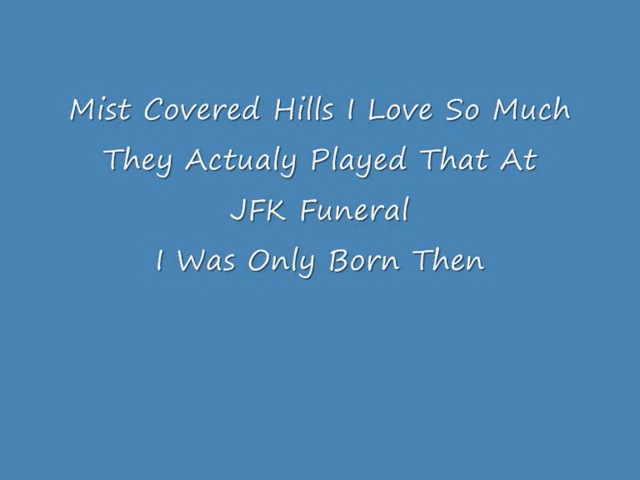 Mist Covered Hills I Love So Much
They Actualy Played That At
JFK Funeral
I Was Only Born Then